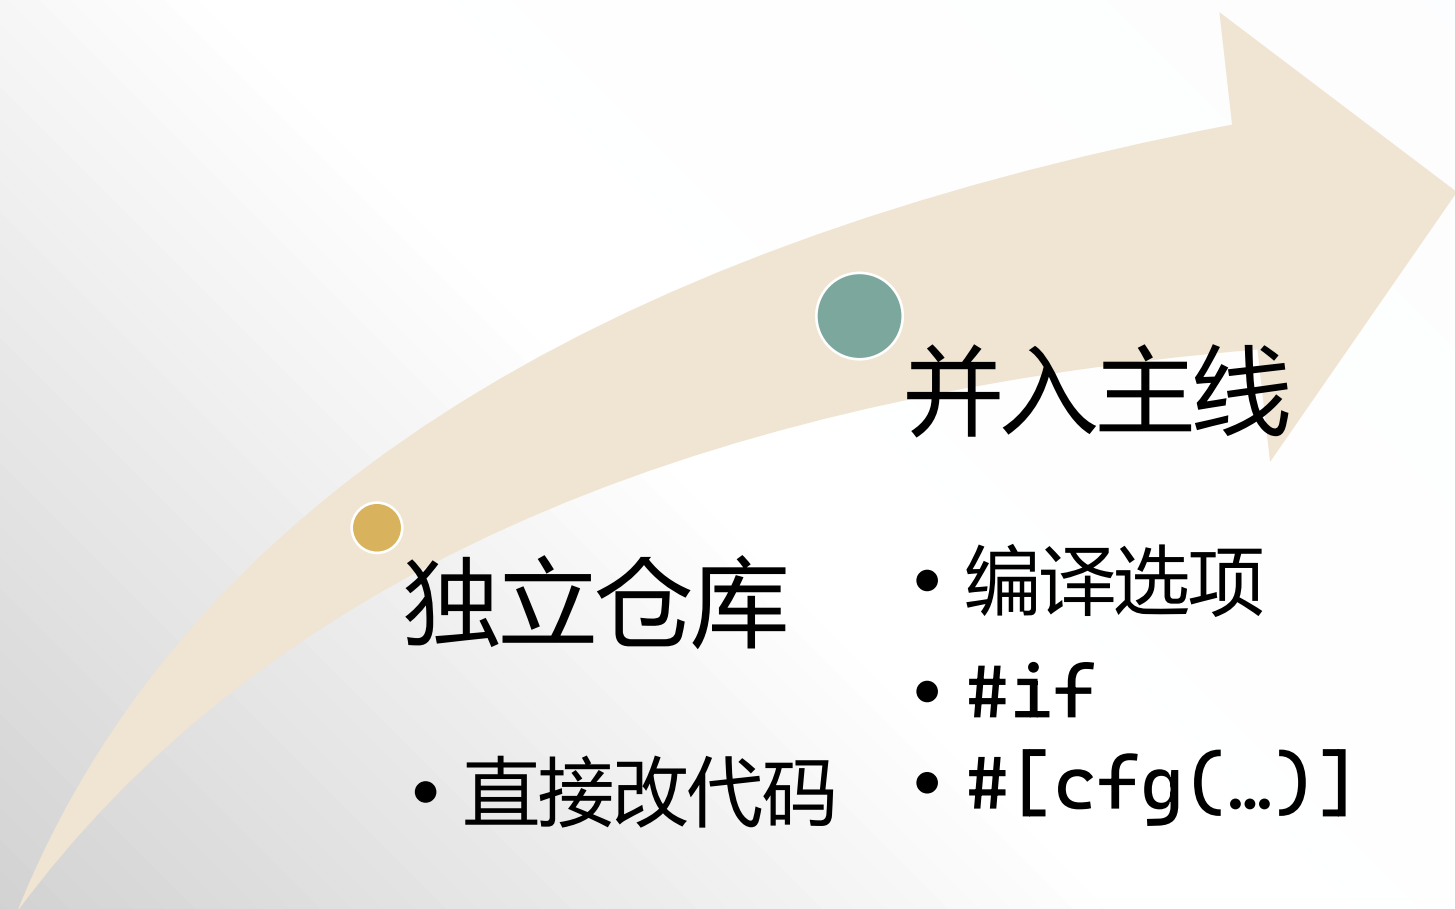 独立仓库
• 直接改代码
并入主线
• 编译选项
• #if
• #[cfg(…)]